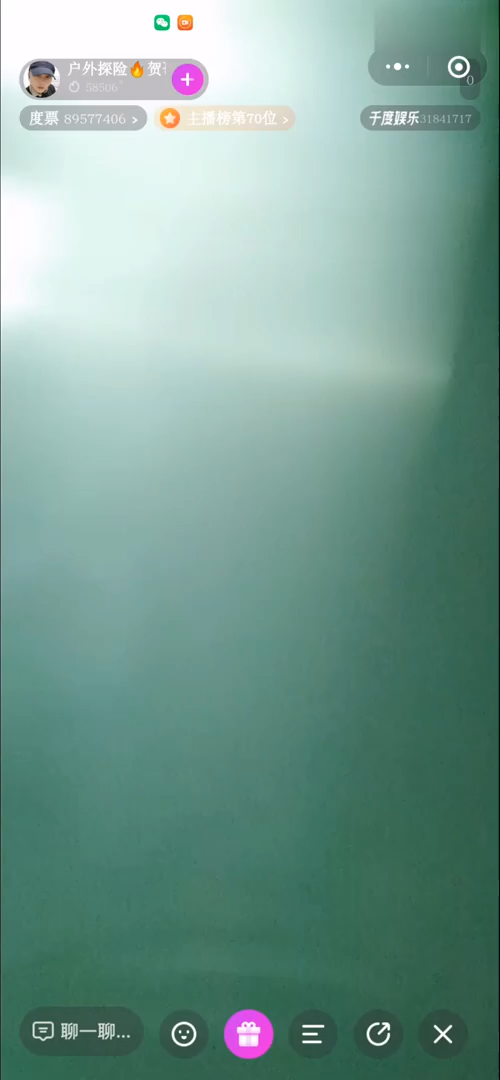 户外探险🔥贺
58506
0
度票 89577406 >
主播榜第70位 >
千度娱乐31841717
聊一聊...